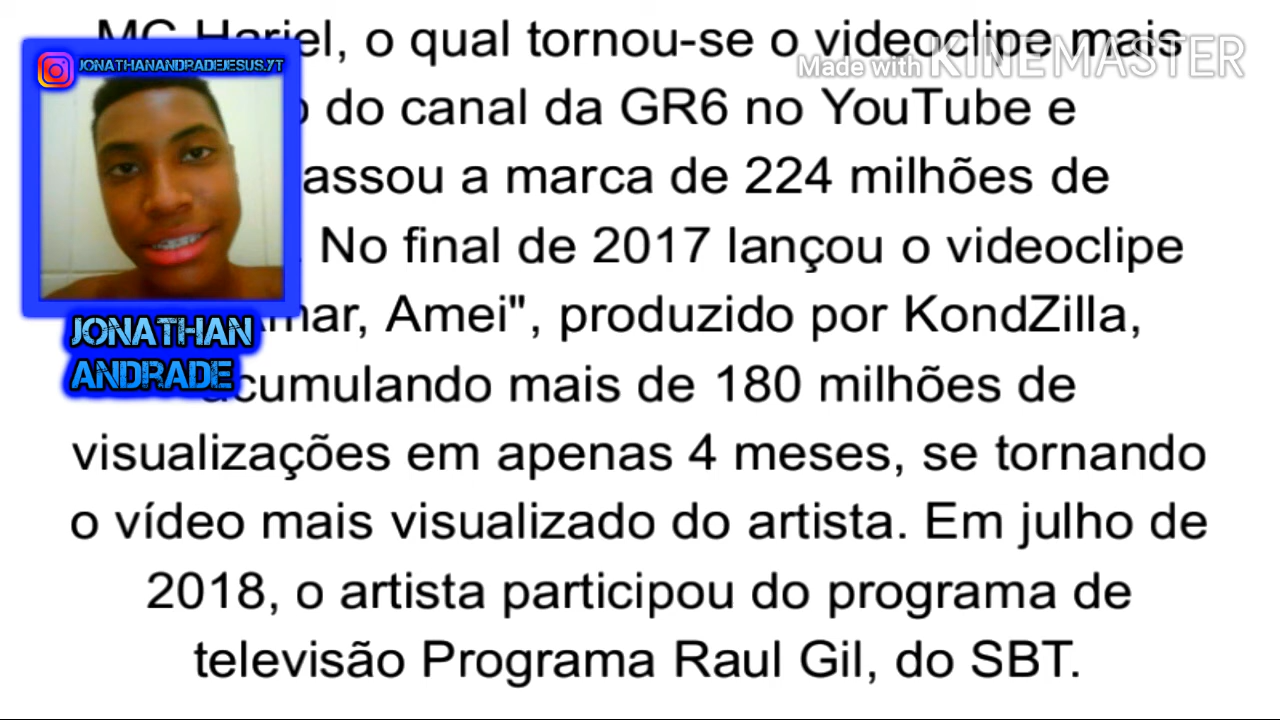 MC Hariel, o qual tornou-se o videoclipe mais
Made with KINEMASTER
JONATHANANDRADEJESUS.YT
do canal da GR6 no YouTube e
assou a marca de 224 milhões de
No final de 2017 lançou o videoclipe
Amar, Amei", produzido por KondZilla,
JONATHAN
ANDRADE
acumulando mais de 180 milhões de
visualizações em apenas 4 meses, se tornando
o vídeo mais visualizado do artista. Em julho de
2018, o artista participou do programa de
televisão Programa Raul Gil, do SBT.